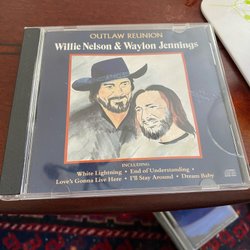 OUTLAW REUNION
Willie Nelson & Waylon Jennings
INCLUDING
White Lightning • End of Understanding •
Love's Gonna Live Here • I'll Stay Around • Dream Baby